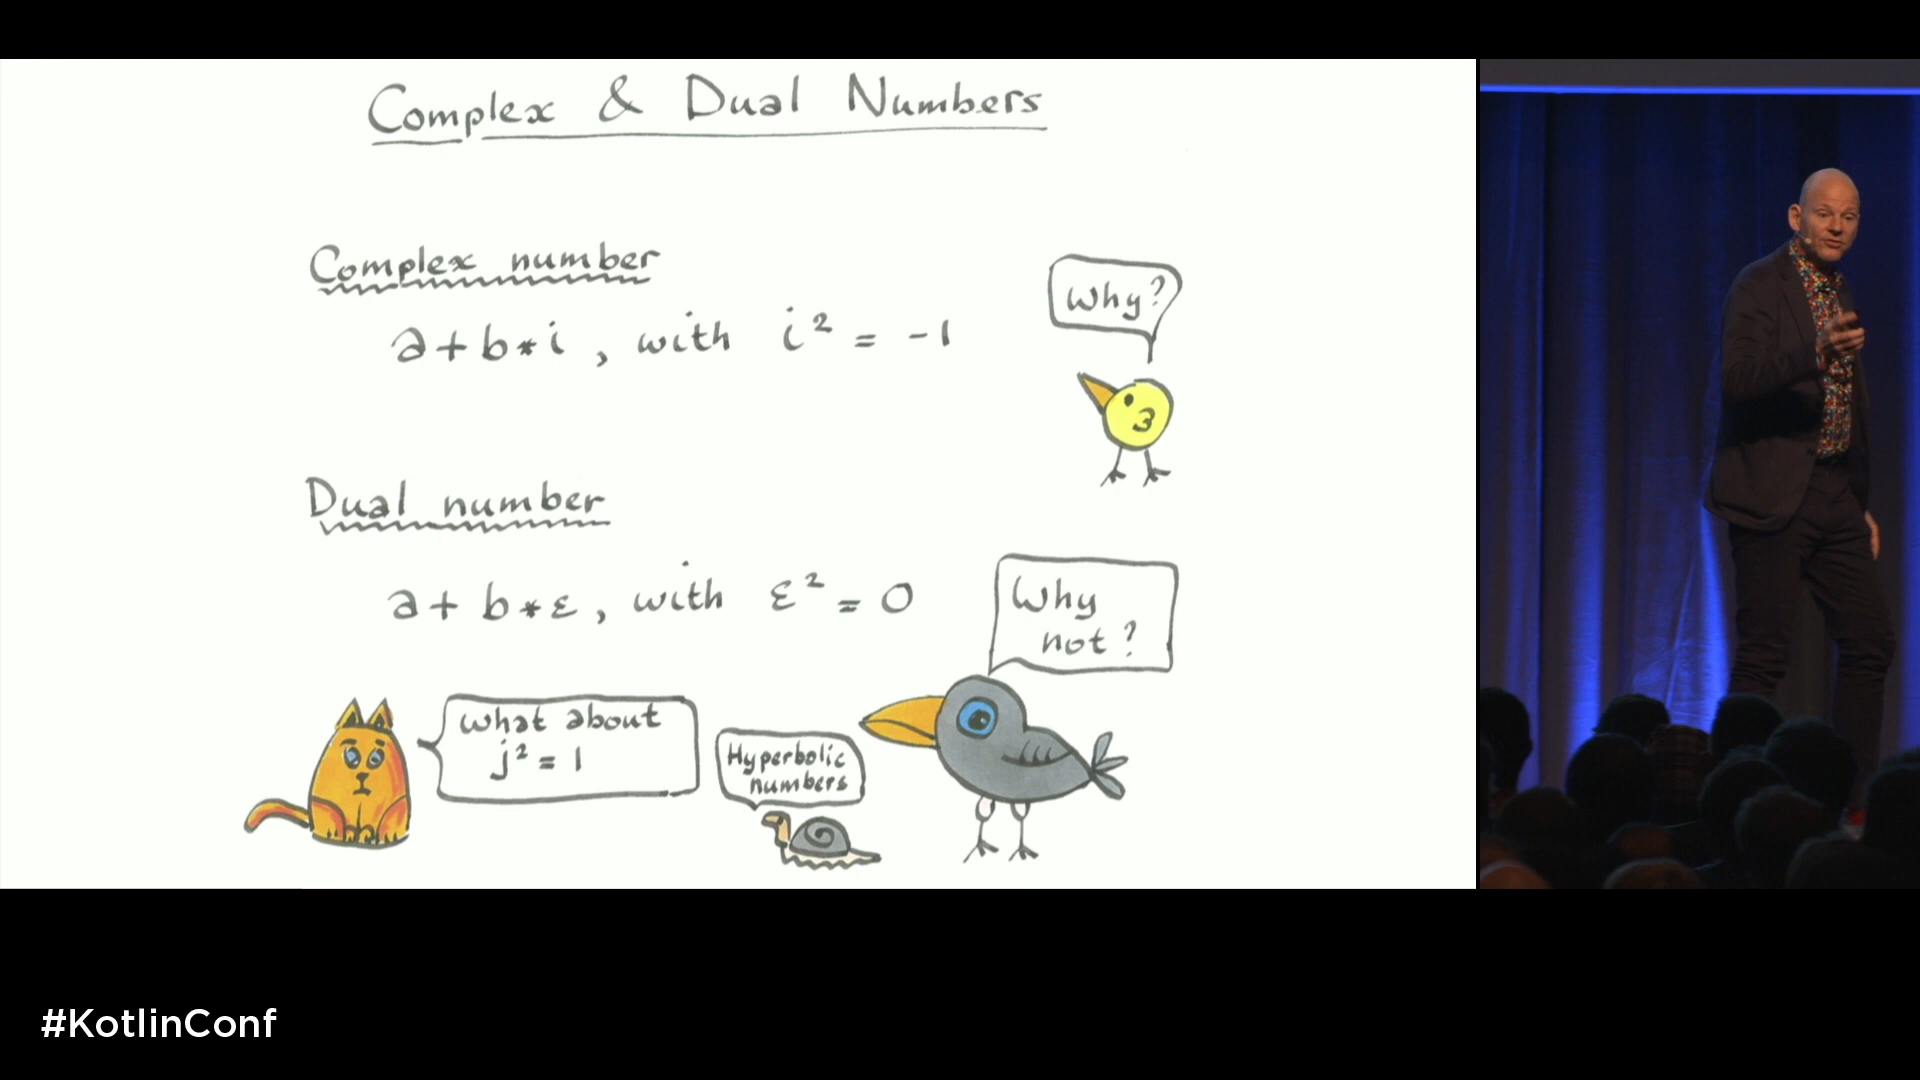 Complex & Dual Numbers
Complex number
a + b * i , with i² = -1
Why?
3
Dual number
a + b * ε , with ε² = 0
Why
not?
What about
j² = 1
Hyperbolic
numbers
#KotlinConf